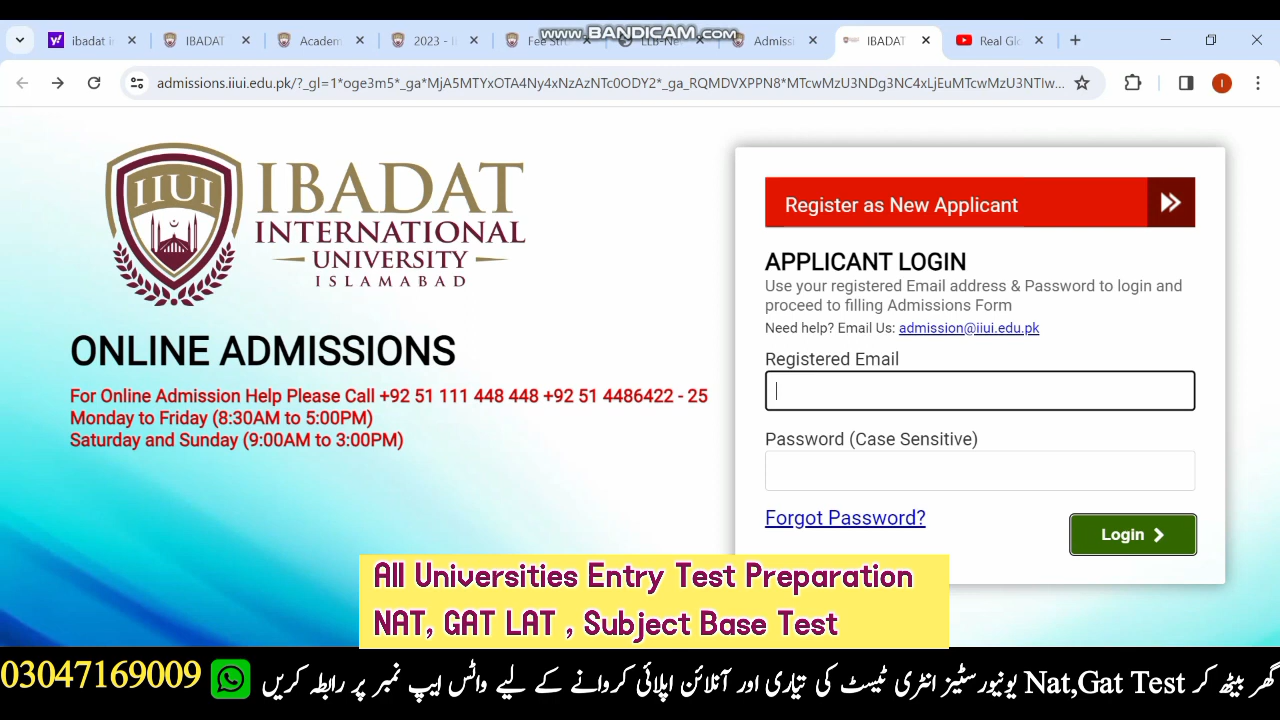 www.BANDICAM.com
ibadat i
IBADAT
Academ
2023 - I
Fee Str
LLB-Ne
Admissi
IBADAT
Real Glo
admissions.iiui.edu.pk/?_gl=1*oge3m5*_ga*MjA5MTYxOTA4Ny4xNzAzNTc0ODY2*_ga_RQMDVXPPN8*MTcwMzU3NDg3NC4xLjEuMTcwMzU3NTIw...
IIUI
IBADAT
INTERNATIONAL
UNIVERSITY
ISLAMABAD
ONLINE ADMISSIONS
For Online Admission Help Please Call +92 51 111 448 448 +92 51 4486422 - 25
Monday to Friday (8:30AM to 5:00PM)
Saturday and Sunday (9:00AM to 3:00PM)
Register as New Applicant
APPLICANT LOGIN
Use your registered Email address & Password to login and
proceed to filling Admissions Form
Need help? Email Us: admission@iiui.edu.pk
Registered Email
Password (Case Sensitive)
Forgot Password?
Login
All Universities Entry Test Preparation
NAT, GAT LAT , Subject Base Test
گھر بیٹھ کر Nat,Gat Test یونیورسٹیز انٹری ٹیسٹ کی تیاری اور آنلائن اپلائی کروانے کے لیے واٹس ایپ نمبر پر رابطہ کریں 03047169009